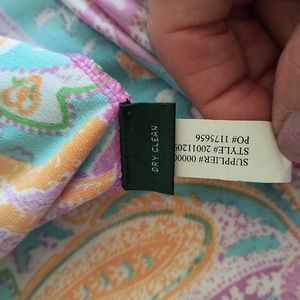 DRY CLEAN
SUPPLIER# 0000
STYLE# 2001120
PO# 1175656